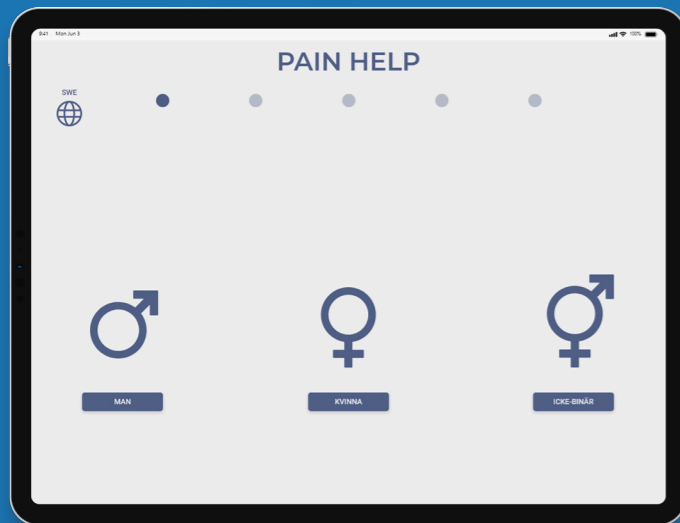 9:41 Mon Jun 3
100%
PAIN HELP
SWE
MAN
KVINNA
ICKE-BINÄR